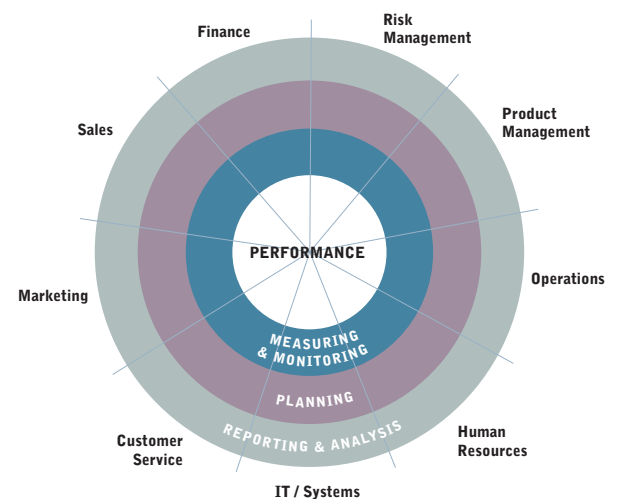 Risk
Management
Finance
Product
Management
Sales
PERFORMANCE
Operations
Marketing
MEASURING
& MONITORING
PLANNING
REPORTING & ANALYSIS
Customer
Service
Human
Resources
IT / Systems